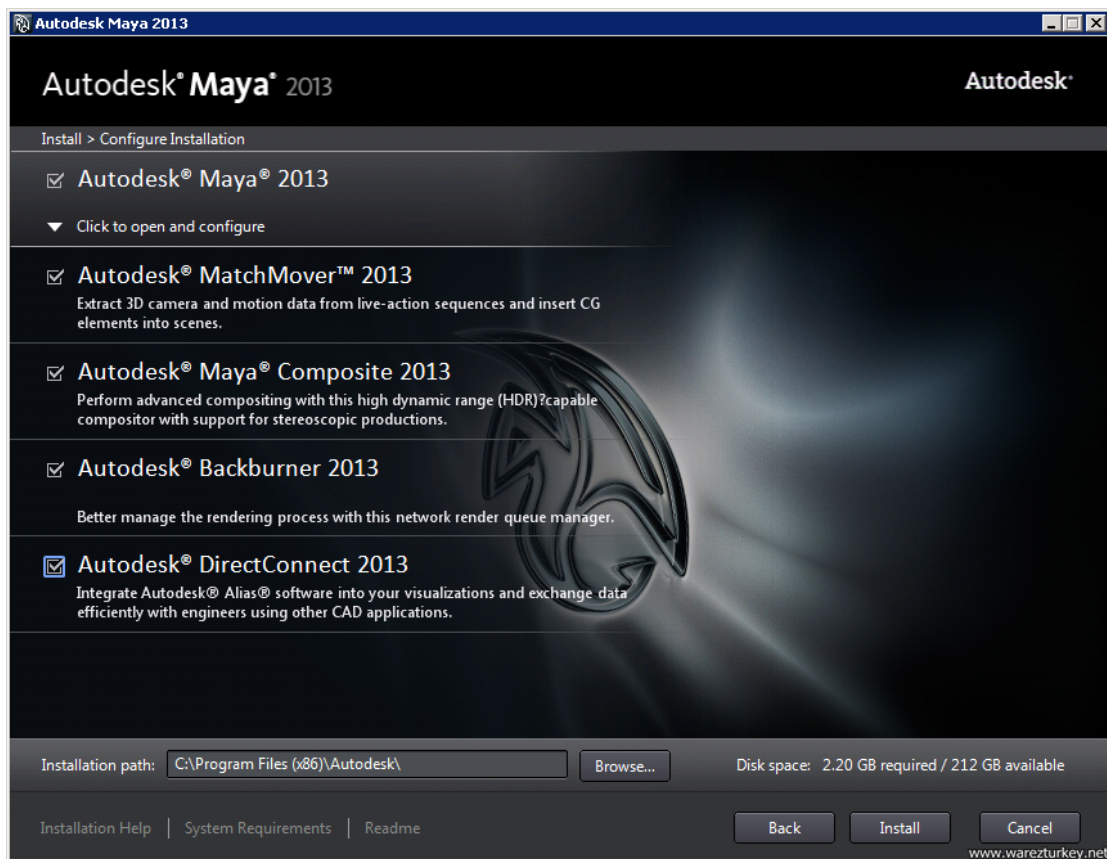 Autodesk Maya 2013
Autodesk® Maya® 2013
Autodesk®
Install > Configure Installation
Autodesk® Maya® 2013
Click to open and configure
Autodesk® MatchMover™ 2013
Extract 3D camera and motion data from live-action sequences and insert CG
elements into scenes.
Autodesk® Maya® Composite 2013
Perform advanced compositing with this high dynamic range (HDR)?capable
compositor with support for stereoscopic productions.
Autodesk® Backburner 2013
Better manage the rendering process with this network render queue manager.
Autodesk® DirectConnect 2013
Integrate Autodesk® Alias® software into your visualizations and exchange data
efficiently with engineers using other CAD applications.
Installation path: C:\Program Files (x86)\Autodesk\ Browse... Disk space: 2.20 GB required / 212 GB available
Installation Help | System Requirements | Readme Back Install Cancel
www.warezturkey.net